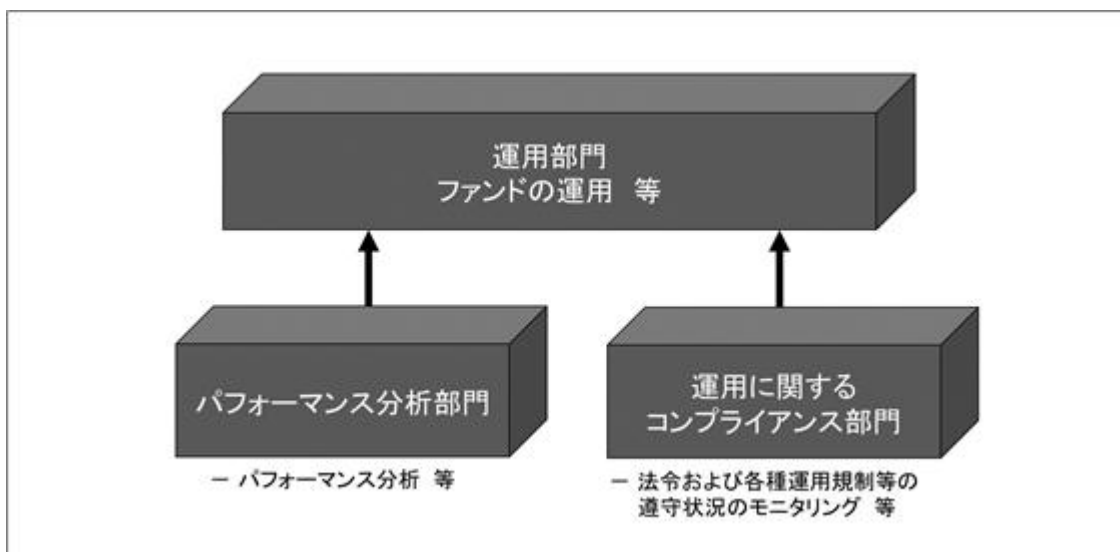 運用部門
ファンドの運用 等
パフォーマンス分析部門
－ パフォーマンス分析 等
運用に関する
コンプライアンス部門
－ 法令および各種運用規制等の
遵守状況のモニタリング 等